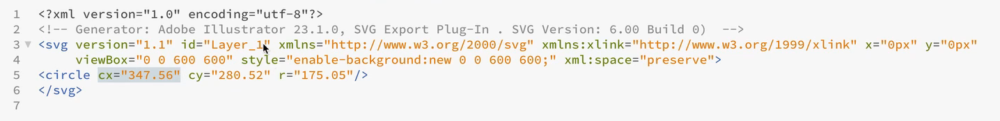 1 <?xml version="1.0" encoding="utf-8"?>
2 <!-- Generator: Adobe Illustrator 23.1.0, SVG Export Plug-In . SVG Version: 6.00 Build 0)  -->
3 <svg version="1.1" id="Layer_1" xmlns="http://www.w3.org/2000/svg" xmlns:xlink="http://www.w3.org/1999/xlink" x="0px" y="0px"
4 viewBox="0 0 600 600" style="enable-background:new 0 0 600 600;" xml:space="preserve">
5 <circle cx="347.56" cy="280.52" r="175.05"/>
6 </svg>
7